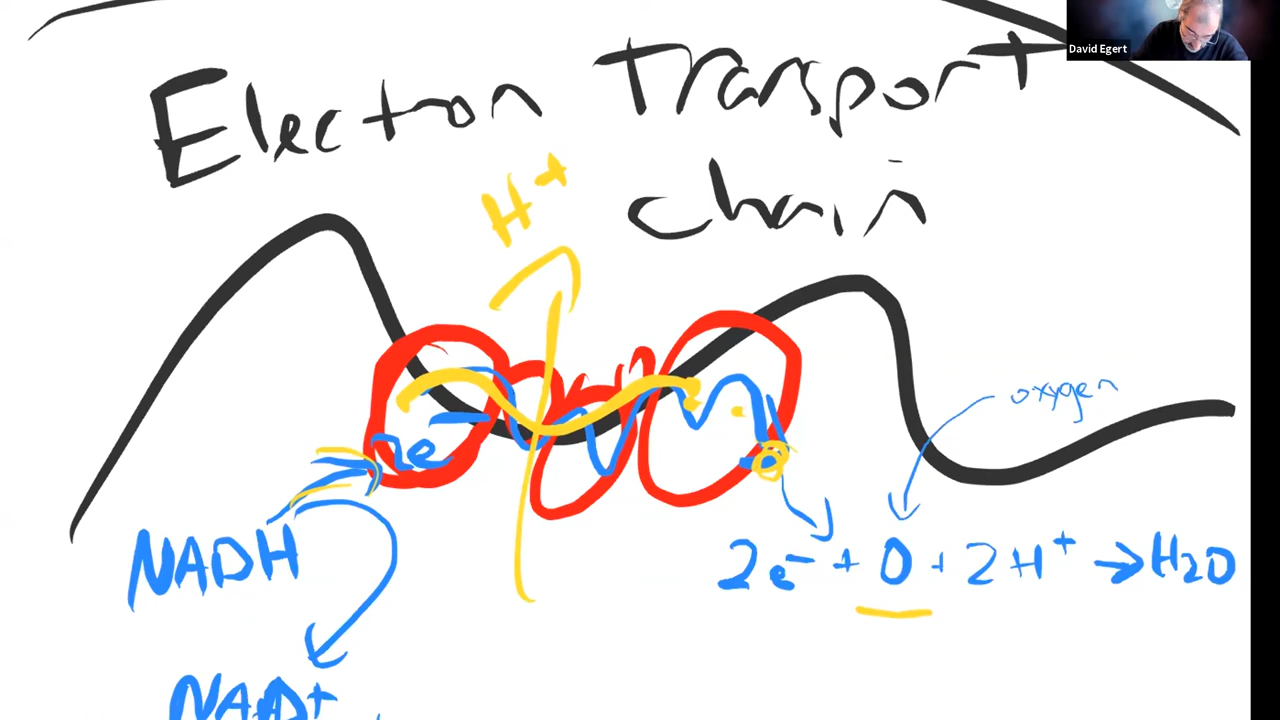 David Egert
Electron Transport
chain
H+
oxygen
2e
NADH
2e- + O + 2H+ → H2O
NAD+